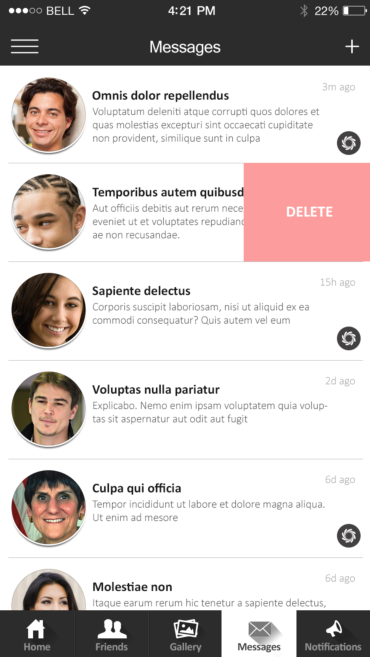 BELL 4:21 PM 22%
Messages
3m ago
Omnis dolor repellendus
Voluptatum deleniti atque corrupti quos dolores et
quas molestias excepturi sint occaecati cupiditate
non provident, similique sunt in culpa
Temporibus autem quibusd
Aut officiis debitis aut rerum nece
eveniet ut et voluptates repudianc
ae non recusandae.
DELETE
15h ago
Sapiente delectus
Corporis suscipit laboriosam, nisi ut aliquid ex ea
commodi consequatur? Quis autem vel eum
2d ago
Voluptas nulla pariatur
Explicabo. Nemo enim ipsam voluptatem quia volup-
tas sit aspernatur aut odit aut fugit
6d ago
Culpa qui officia
Tempor incididunt ut labore et dolore magna aliqua.
Ut enim ad mesore
6d ago
Molestiae non
Itaque earum rerum hic tenetur a sapiente delectus,
Home Friends Gallery Messages Notifications